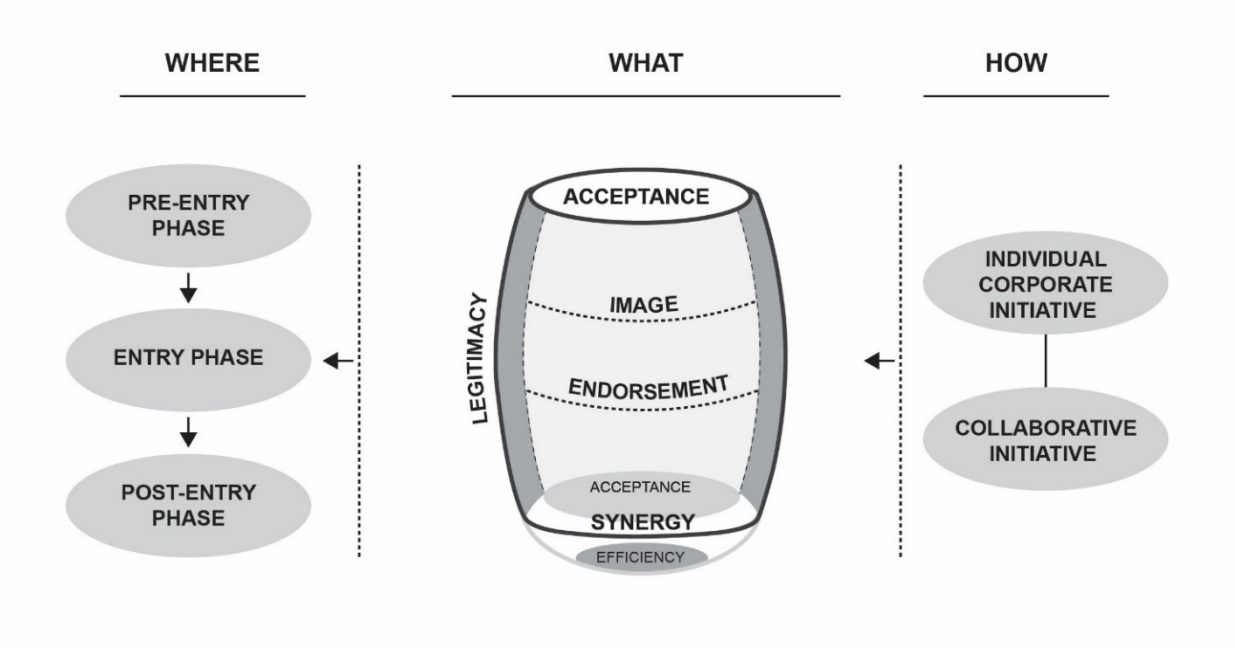 WHERE
WHAT
HOW
PRE-ENTRY
PHASE
ENTRY PHASE
POST-ENTRY
PHASE
LEGITIMACY
ACCEPTANCE
IMAGE
ENDORSEMENT
ACCEPTANCE
SYNERGY
EFFICIENCY
INDIVIDUAL
CORPORATE
INITIATIVE
COLLABORATIVE
INITIATIVE